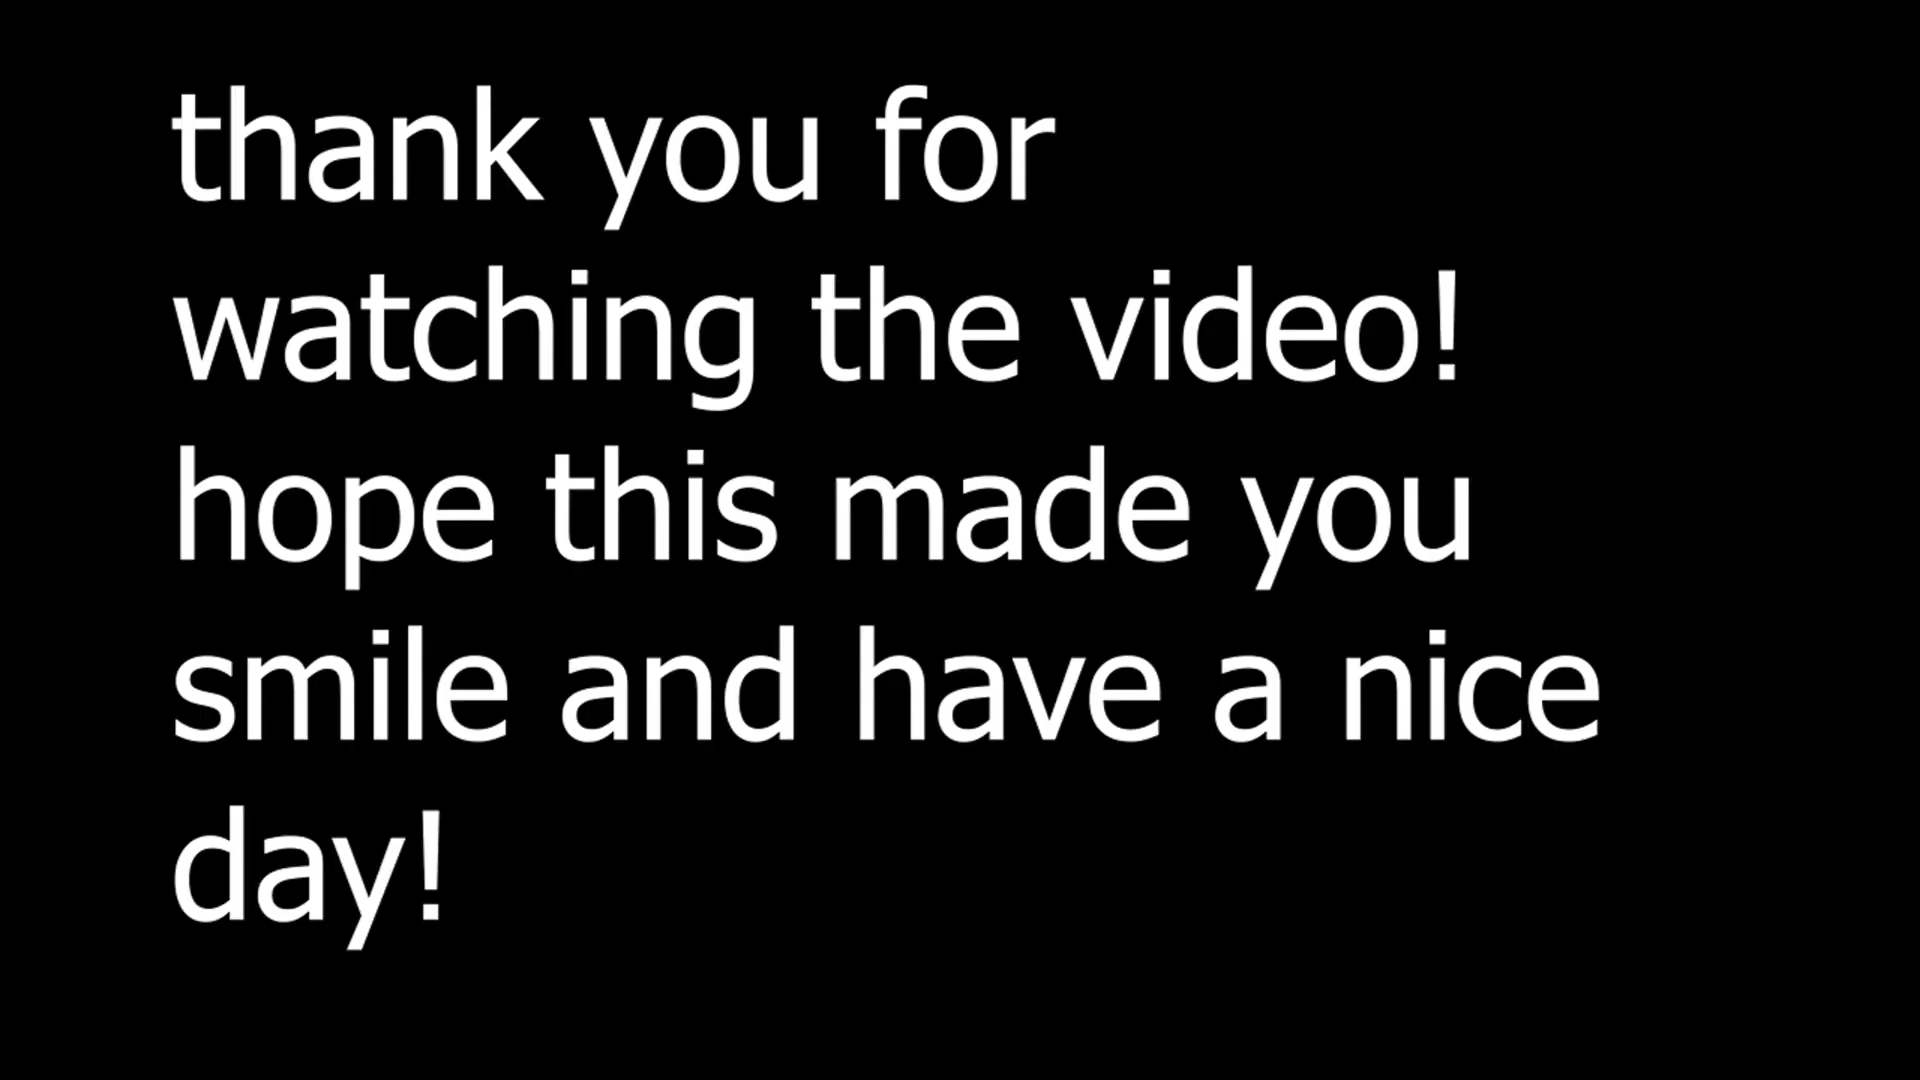 thank you for
watching the video!
hope this made you
smile and have a nice
day!